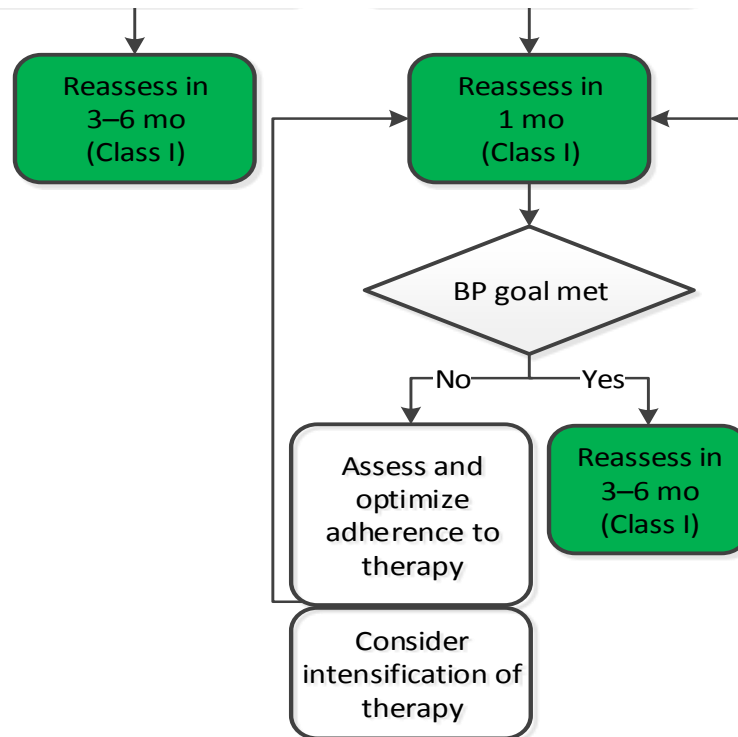 Reassess in
3–6 mo
(Class I)
Reassess in
1 mo
(Class I)
BP goal met
No
Yes
Assess and
optimize
adherence to
therapy
Reassess in
3–6 mo
(Class I)
Consider
intensification of
therapy